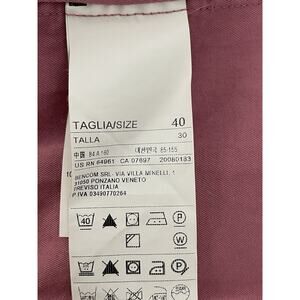 TAGLIA/SIZE 40
TALLA 30
中国 84 A 160 대한민국 85-155
US RN 64961 CA 07697 20060183
BENCOM SRL - VIA VILLA MINELLI, 1
31050 PONZANO VENETO
TREVISO ITALIA
P.IVA 03490770264
40 P
W